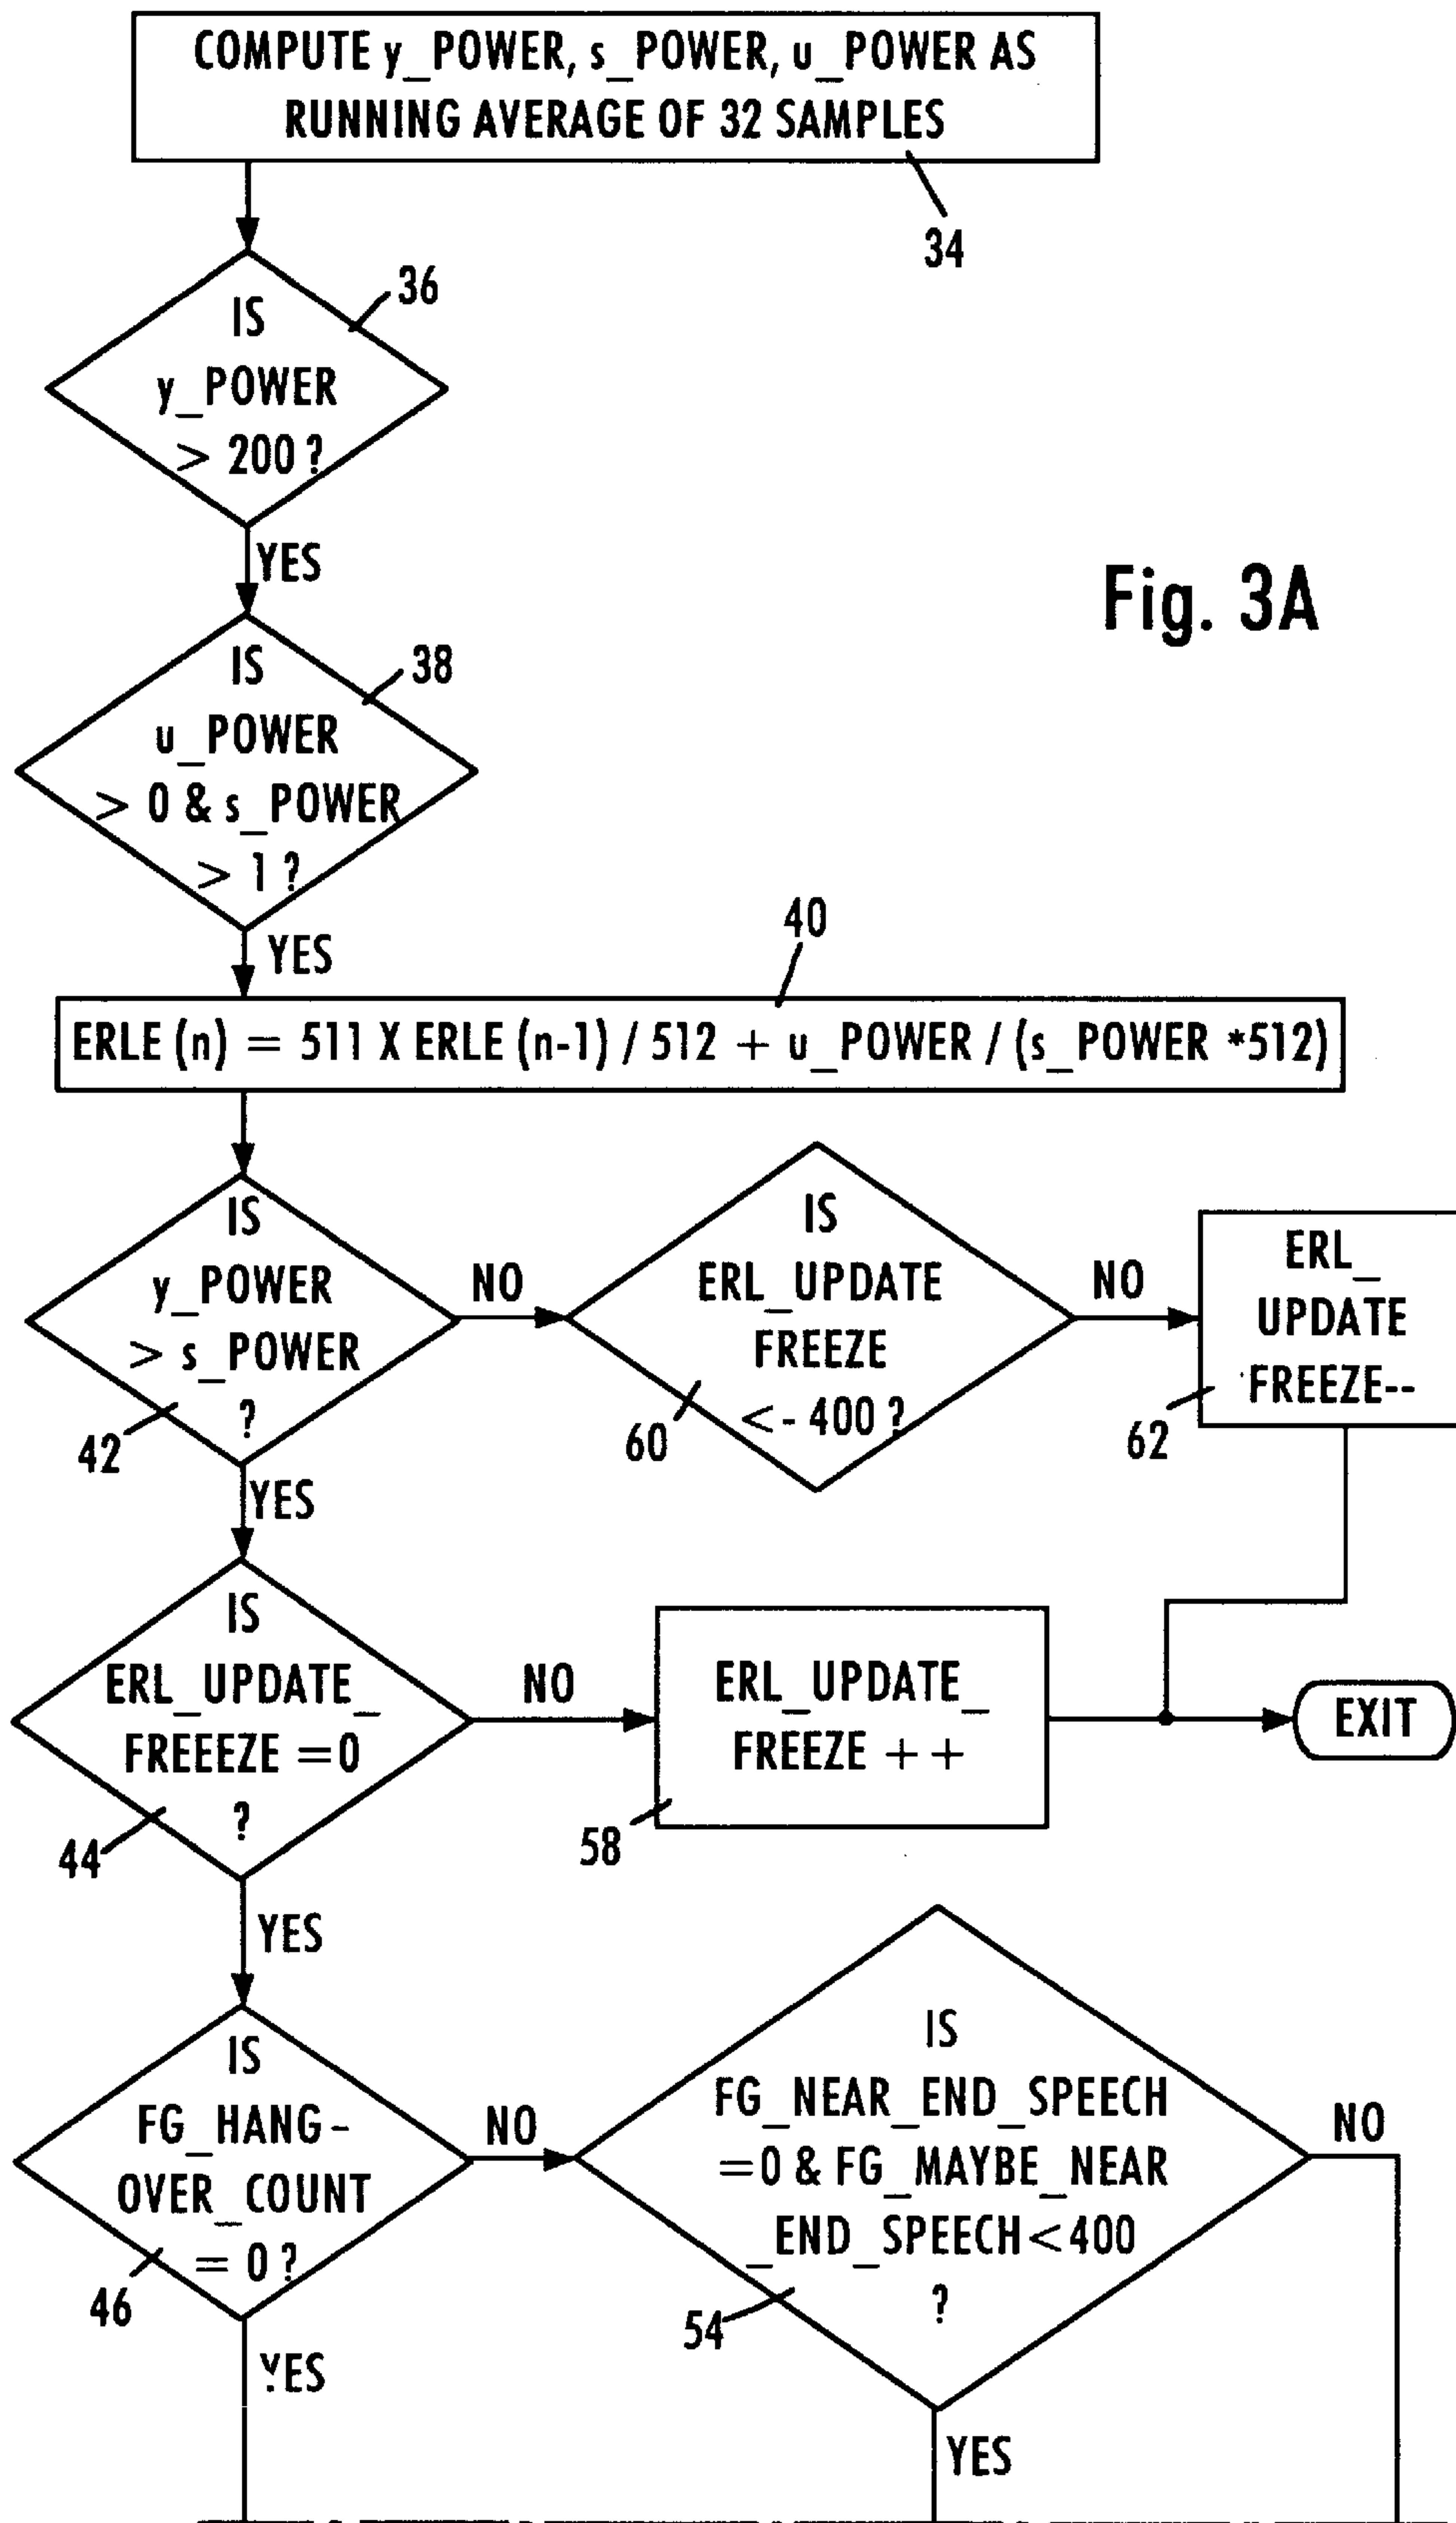 COMPUTE y_POWER, s_POWER, u_POWER AS
RUNNING AVERAGE OF 32 SAMPLES
34
36
IS
y_POWER
> 200 ?
YES
Fig. 3A
38
IS
u_POWER
> 0 & s_POWER
> 1 ?
YES
40
ERLE (n) = 511 X ERLE (n-1) / 512 + u_POWER / (s_POWER *512)
IS
y_POWER
> s_POWER
?
42
NO
IS
ERL_UPDATE
FREEZE
< - 400 ?
60
NO
ERL_
UPDATE
FREEZE--
62
YES
IS
ERL_UPDATE_
FREEEZE =0
?
44
NO
ERL_UPDATE_
FREEZE ++
58
EXIT
YES
IS
FG_HANG-
OVER_COUNT
= 0 ?
46
NO
IS
FG_NEAR_END_SPEECH
=0 & FG_MAYBE_NEAR
_END_SPEECH<400
?
54
NO
YES
YES